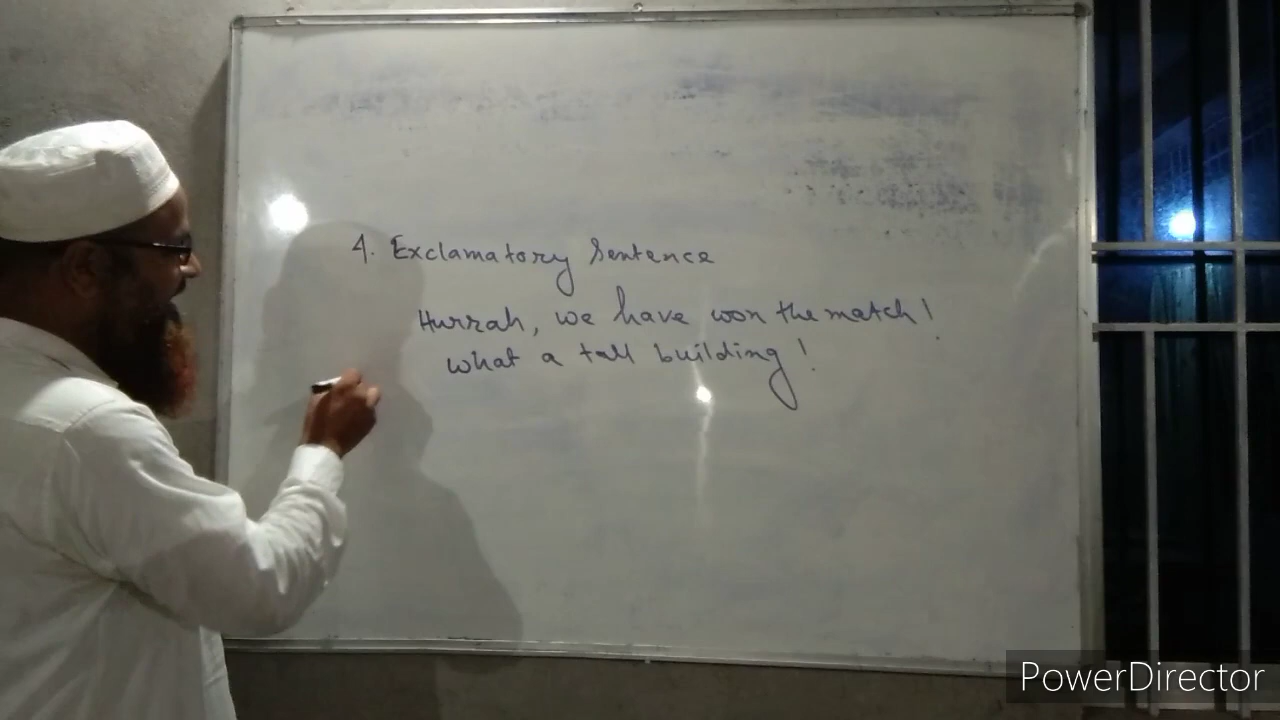 4. Exclamatory Sentence
Hurrah, we have won the match!
What a tall building!
PowerDirector